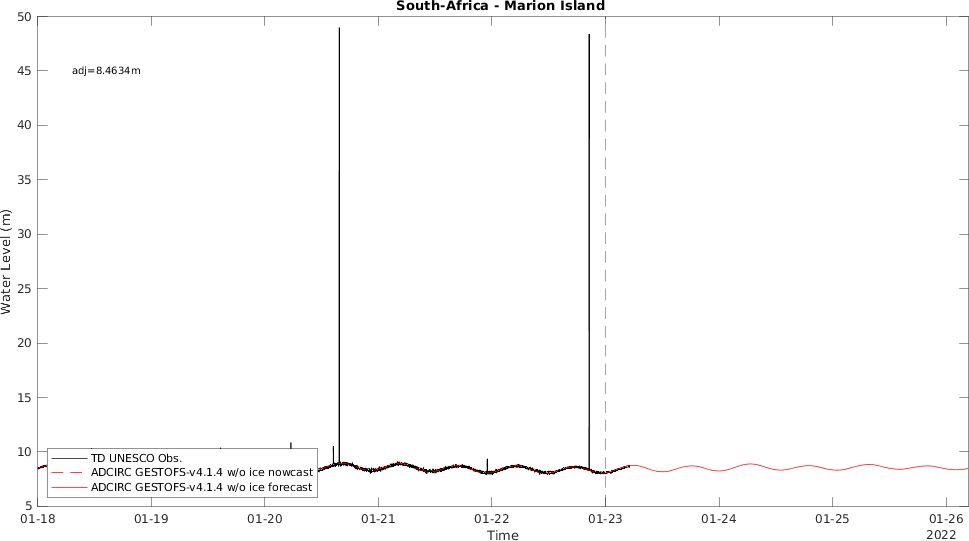 South-Africa - Marion Island
50
45
40
35
30
25
20
15
10
5
Water Level (m)
adj=8.4634m
TD UNESCO Obs.
ADCIRC GESTOFS-v4.1.4 w/o ice nowcast
ADCIRC GESTOFS-v4.1.4 w/o ice forecast
01-18 01-19 01-20 01-21 01-22 01-23 01-24 01-25 01-26
Time
2022